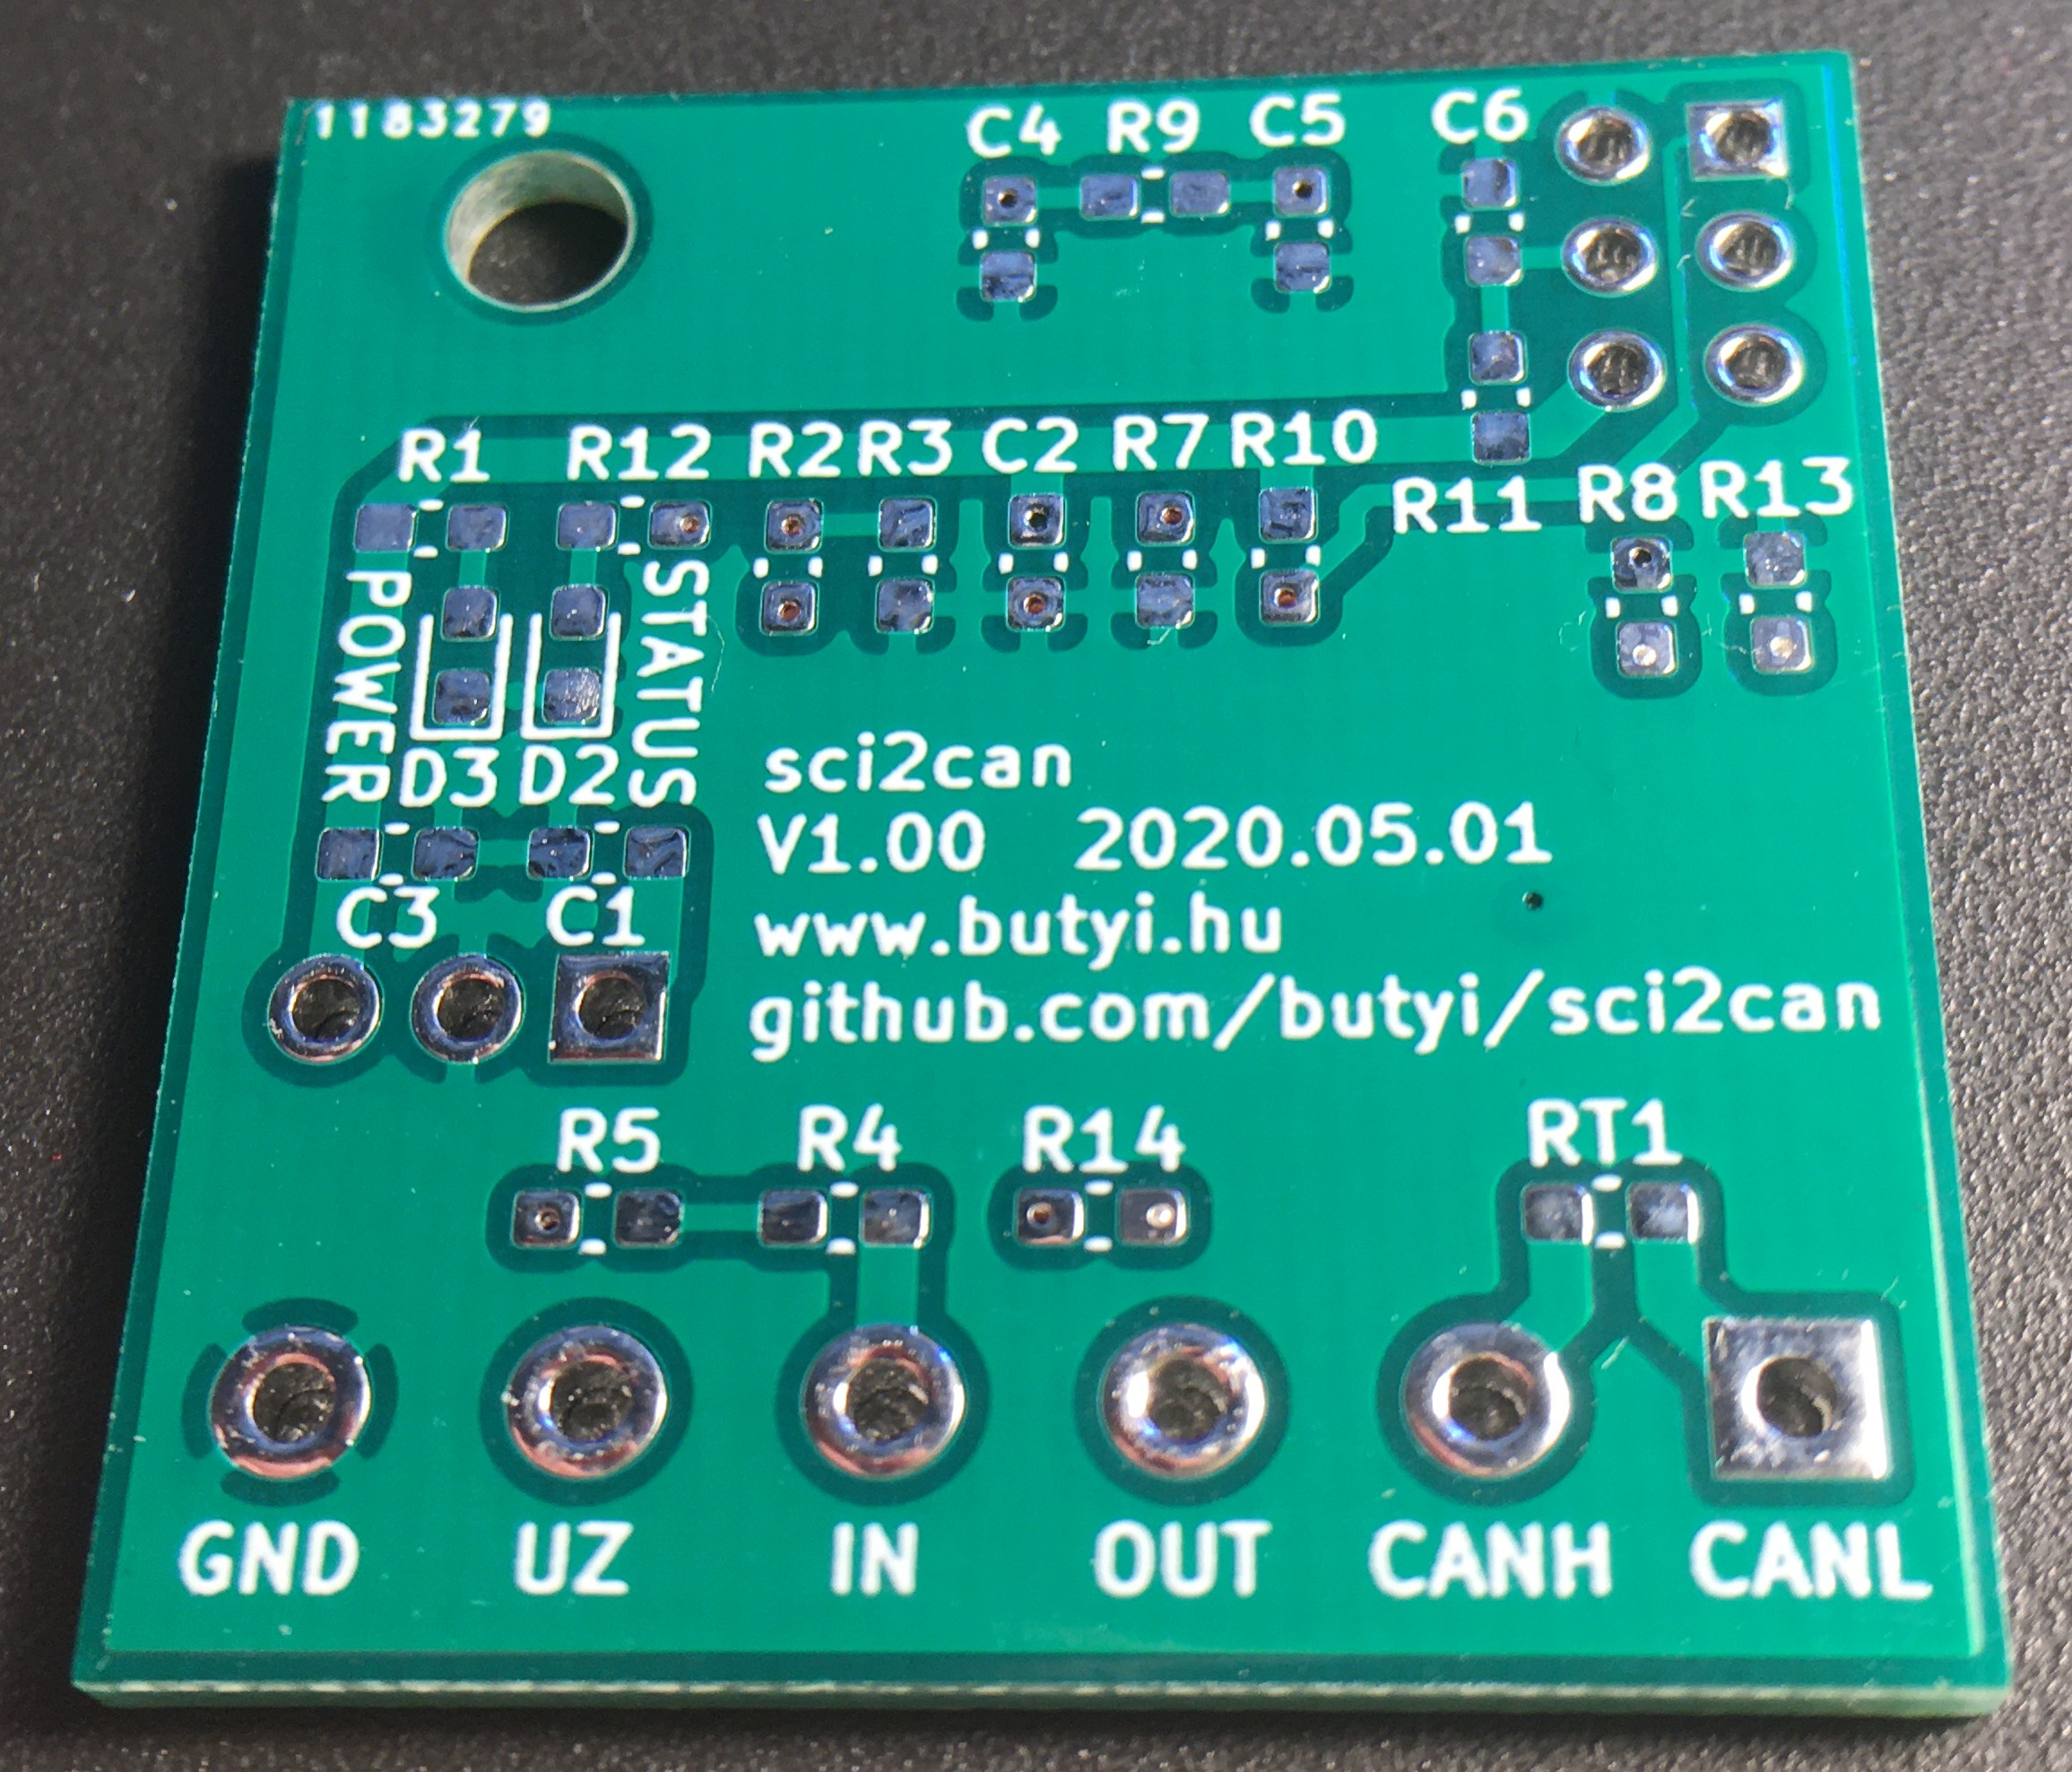 1183279
C4 R9 C5 C6
R1 R12 R2 R3 C2 R7 R10
R11 R8 R13
POWER
STATUS
D3 D2
sci2can
V1.00 2020.05.01
www.butyi.hu
github.com/butyi/sci2can
C3 C1
R5 R4 R14 RT1
GND UZ IN OUT CANH CANL